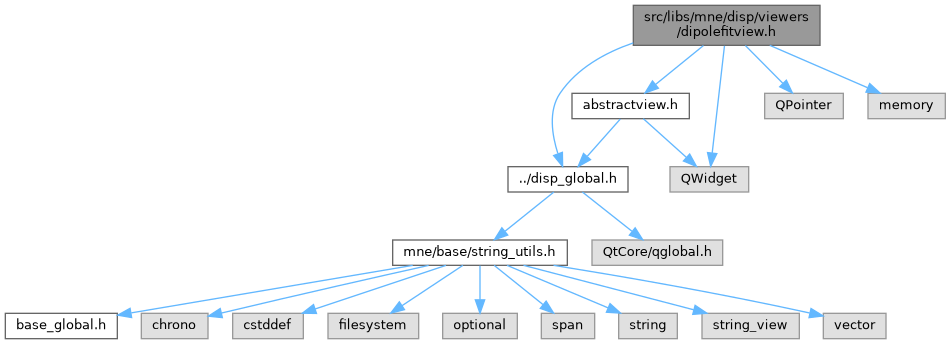 src/libs/mne/disp/viewers
/dipolefitview.h
abstractview.h
QPointer
memory
../disp_global.h
QWidget
mne/base/string_utils.h
QtCore/qglobal.h
base_global.h
chrono
cstddef
filesystem
optional
span
string
string_view
vector